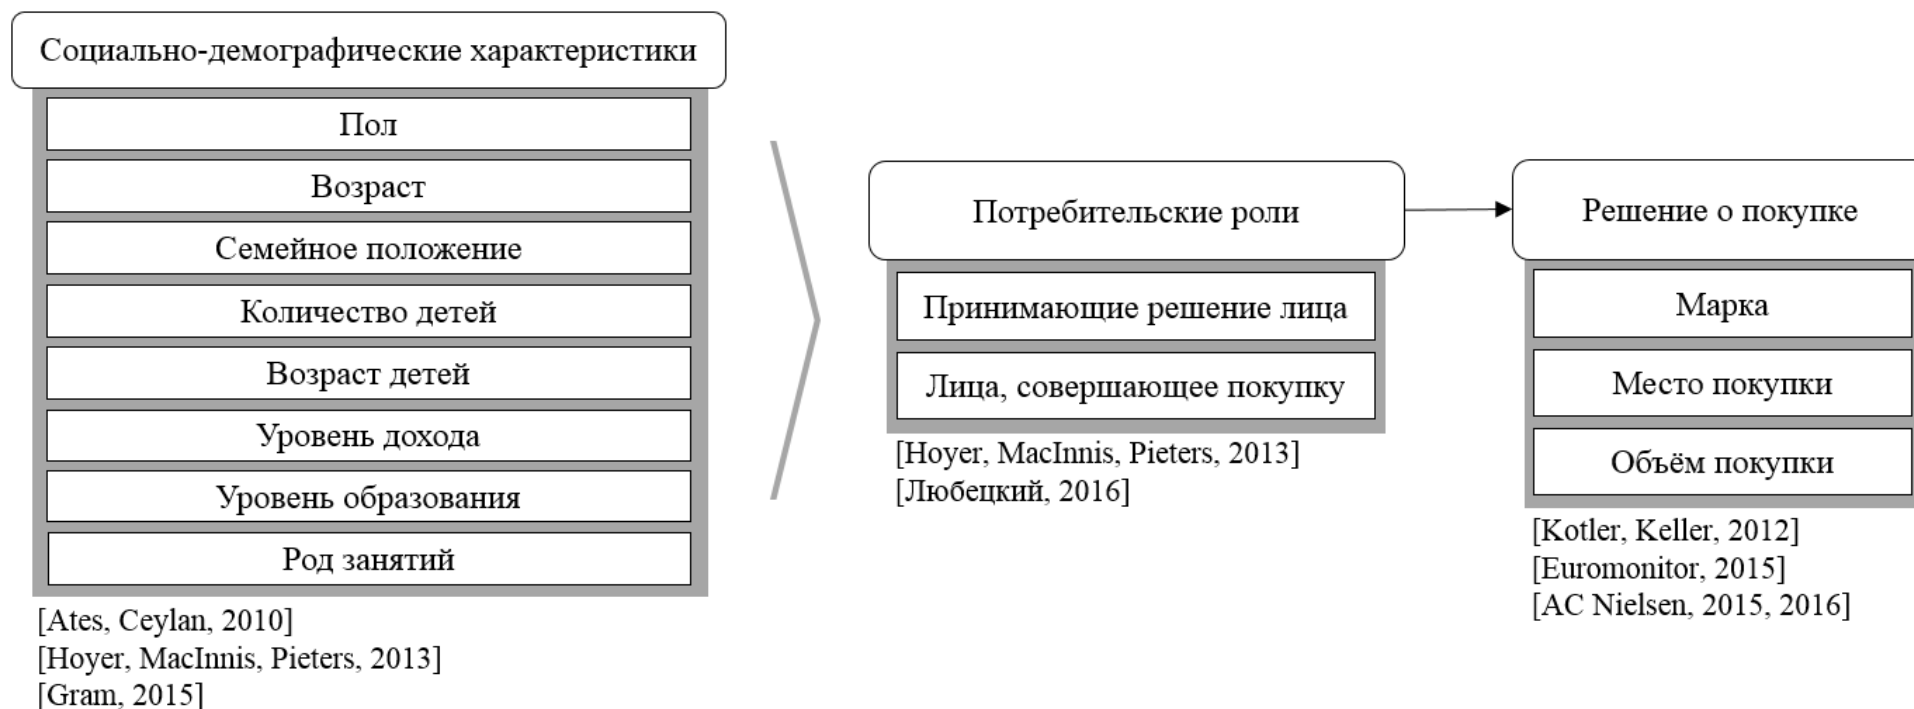 Социально-демографические характеристики
Пол
Возраст
Семейное положение
Количество детей
Возраст детей
Уровень дохода
Уровень образования
Род занятий
[Ates, Ceylan, 2010]
[Hoyer, MacInnis, Pieters, 2013]
[Gram, 2015]
Потребительские роли
Принимающие решение лица
Лица, совершающее покупку
[Hoyer, MacInnis, Pieters, 2013]
[Любецкий, 2016]
Решение о покупке
Марка
Место покупки
Объём покупки
[Kotler, Keller, 2012]
[Euromonitor, 2015]
[AC Nielsen, 2015, 2016]